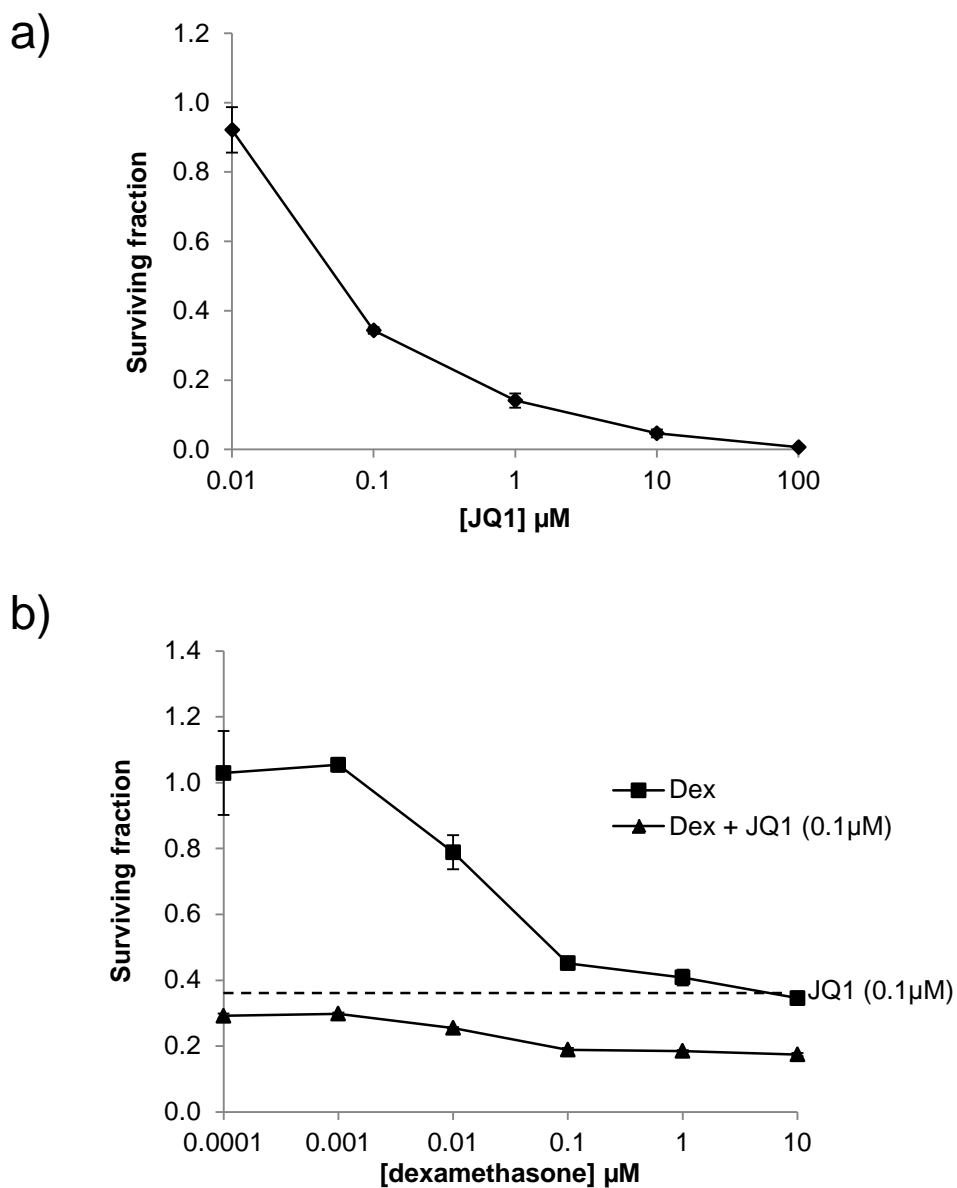 a)
1.2
1.0
0.8
0.6
0.4
0.2
0.0
Surviving fraction
0.01 0.1 1 10 100
[JQ1] µM
b)
1.4
1.2
1.0
0.8
0.6
0.4
0.2
0.0
Surviving fraction
Dex
Dex + JQ1 (0.1µM)
JQ1 (0.1µM)
0.0001 0.001 0.01 0.1 1 10
[dexamethasone] µM